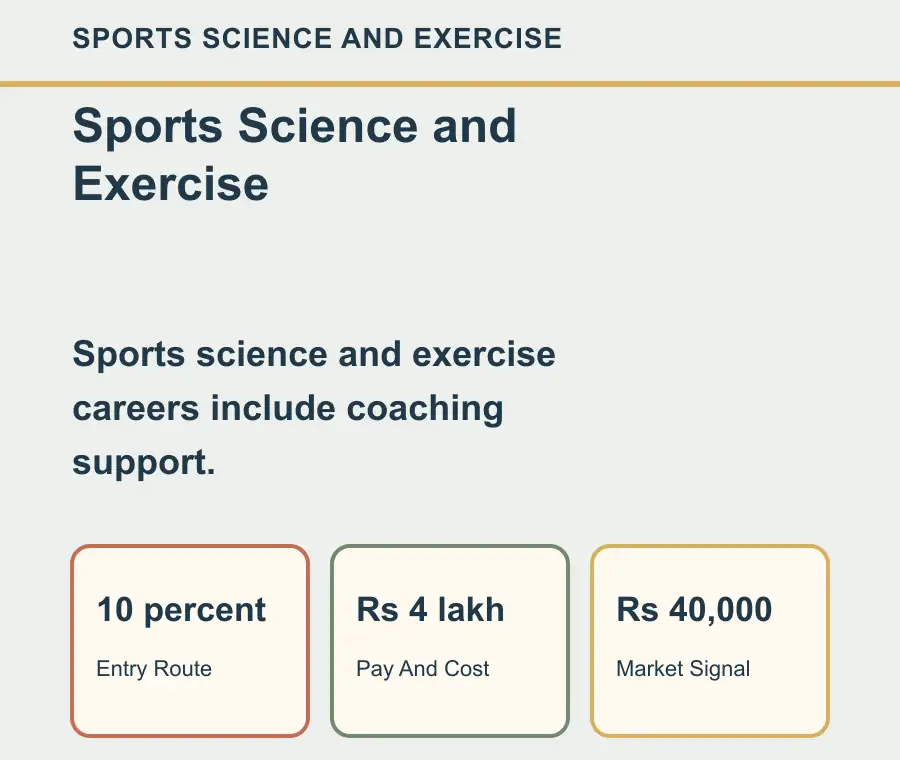 SPORTS SCIENCE AND EXERCISE
Sports Science and
Exercise
Sports science and exercise
careers include coaching
support.
10 percent
Entry Route
Rs 4 lakh
Pay And Cost
Rs 40,000
Market Signal